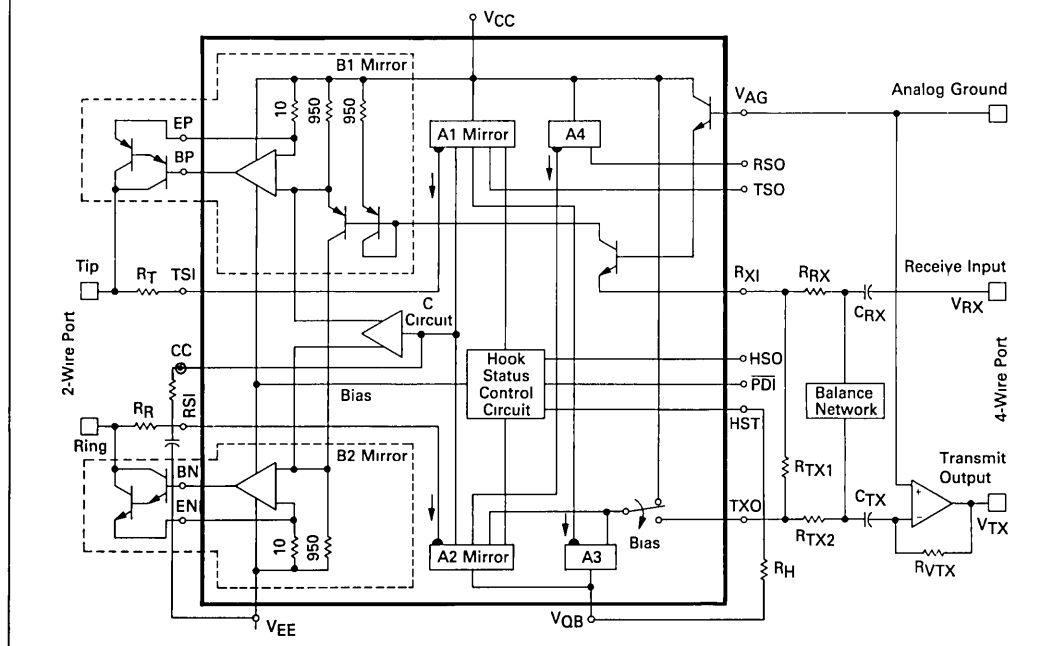 VCC
B1 Mirror
10
950
950
EP
BP
A1 Mirror
A4
VAG
Analog Ground
RSO
TSO
Tip
RT
TSI
C
Circuit
RXI
RRX
CRX
Receive Input
VRX
2-Wire Port
CC
RSI
Bias
Hook
Status
Control
Circuit
HSO
PDI
HST
Balance
Network
4-Wire Port
RR
Ring
B2 Mirror
BN
EN
10
950
A2 Mirror
A3
Bias
TXO
RTX1
RTX2
CTX
Transmit
Output
+
−
VTX
RVTX
RH
VEE
VQB